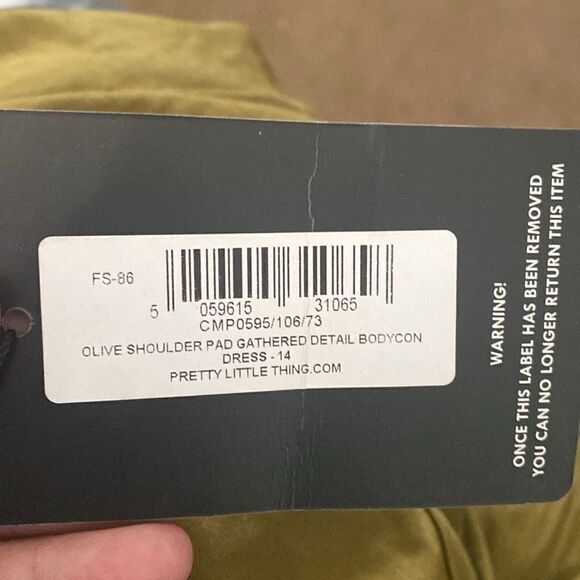 FS-86
5 059615 31065
CMP0595/106/73
OLIVE SHOULDER PAD GATHERED DETAIL BODYCON
DRESS - 14
PRETTY LITTLE THING.COM
WARNING!
ONCE THIS LABEL HAS BEEN REMOVED
YOU CAN NO LONGER RETURN THIS ITEM